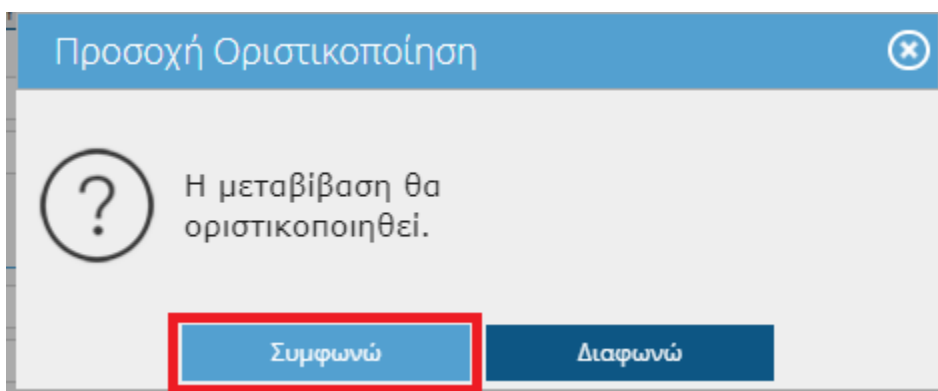 Προσοχή Οριστικοποίηση
Η μεταβίβαση θα
οριστικοποιηθεί.
Συμφωνώ
Διαφωνώ